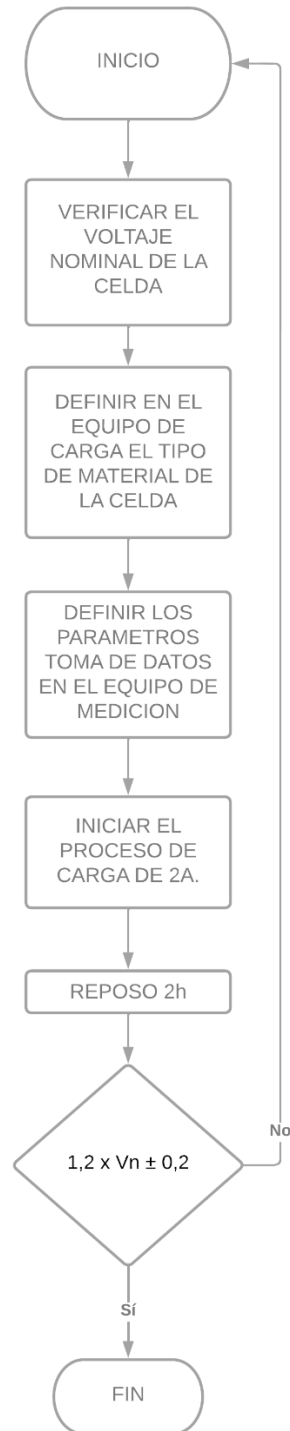 INICIO
VERIFICAR EL
VOLTAJE
NOMINAL DE LA
CELDA
DEFINIR EN EL
EQUIPO DE
CARGA EL TIPO
DE MATERIAL DE
LA CELDA
DEFINIR LOS
PARAMETROS
TOMA DE DATOS
EN EL EQUIPO DE
MEDICION
INICIAR EL
PROCESO DE
CARGA DE 2A.
REPOSO 2h
1,2 x Vn ± 0,2
No
Sí
FIN